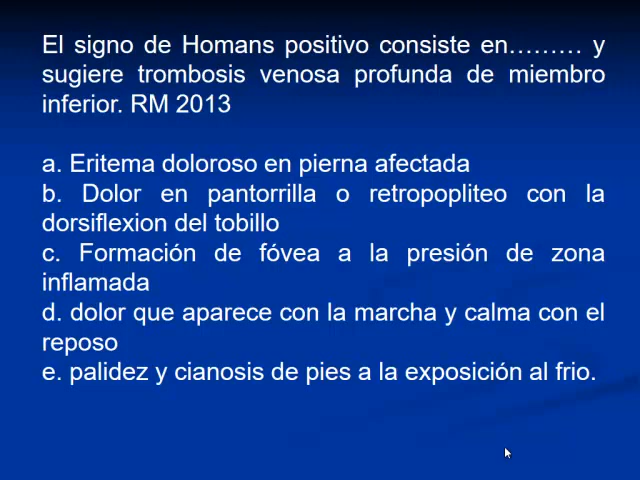 El signo de Homans positivo consiste en……… y
sugiere trombosis venosa profunda de miembro
inferior. RM 2013
a. Eritema doloroso en pierna afectada
b. Dolor en pantorrilla o retropopliteo con la
dorsiflexion del tobillo
c. Formación de fóvea a la presión de zona
inflamada
d. dolor que aparece con la marcha y calma con el
reposo
e. palidez y cianosis de pies a la exposición al frio.